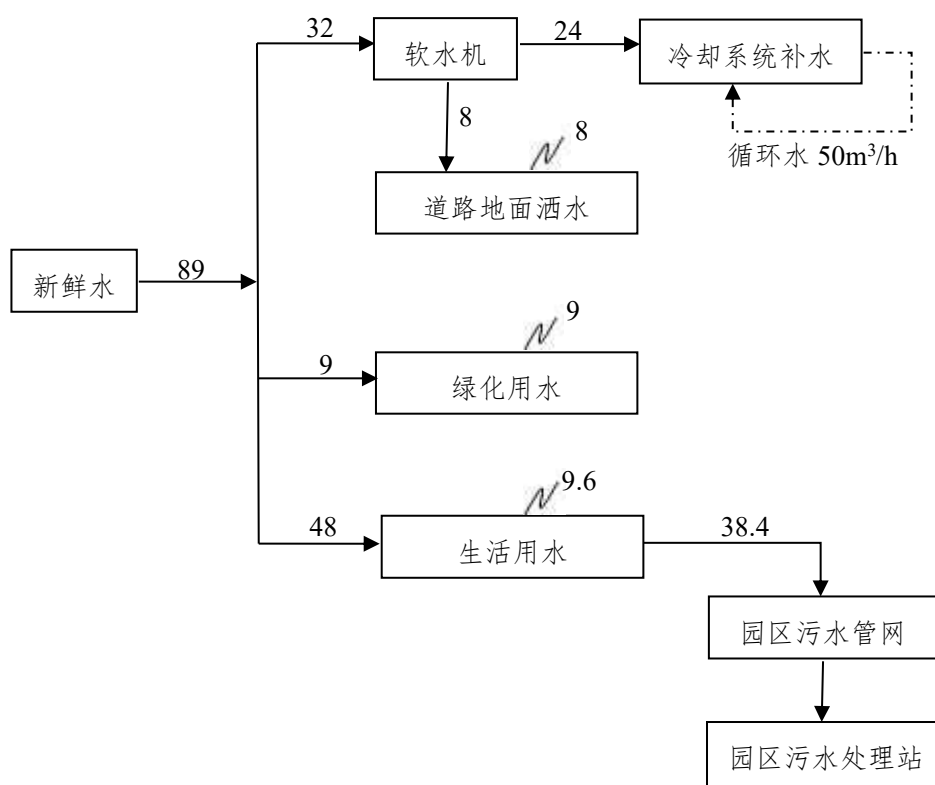 32
软水机
24
冷却系统补水
8
8
循环水 50m³/h
道路地面洒水
新鲜水
89
9
9
绿化用水
9.6
48
生活用水
38.4
园区污水管网
园区污水处理站